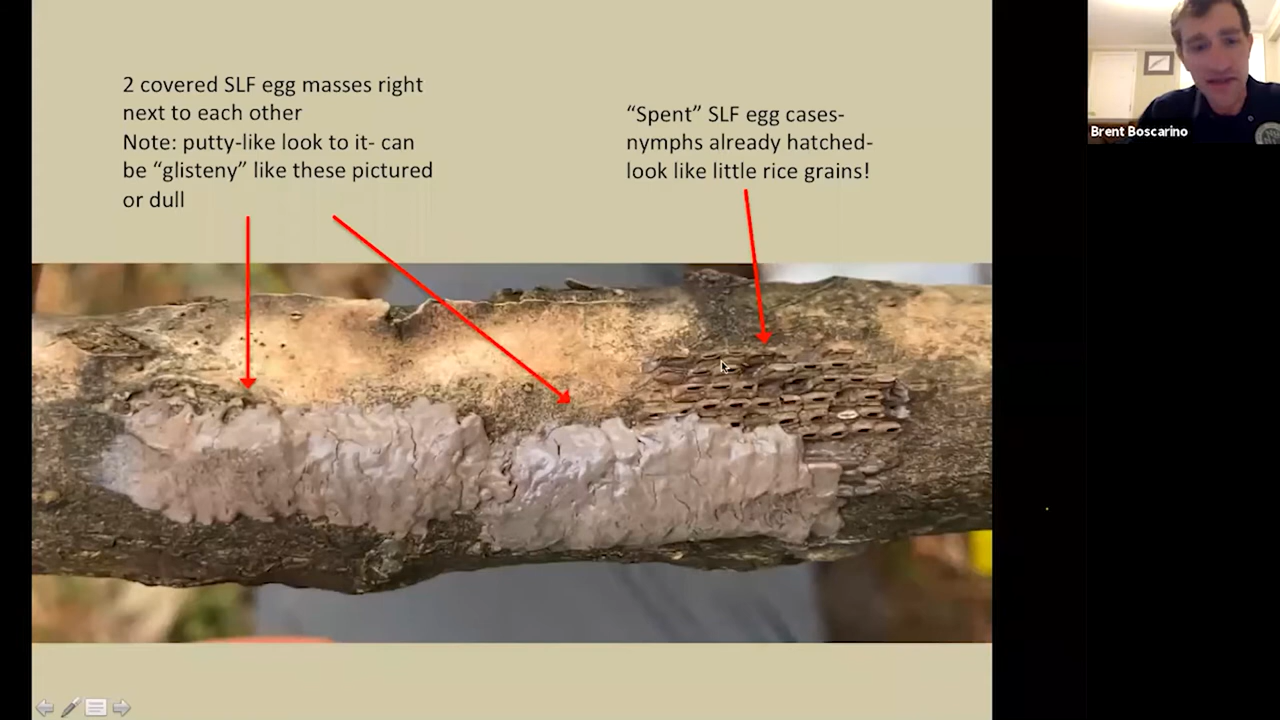 2 covered SLF egg masses right
next to each other
Note: putty-like look to it- can
be “glisteny” like these pictured
or dull
“Spent” SLF egg cases-
nymphs already hatched-
look like little rice grains!
Brent Boscarino